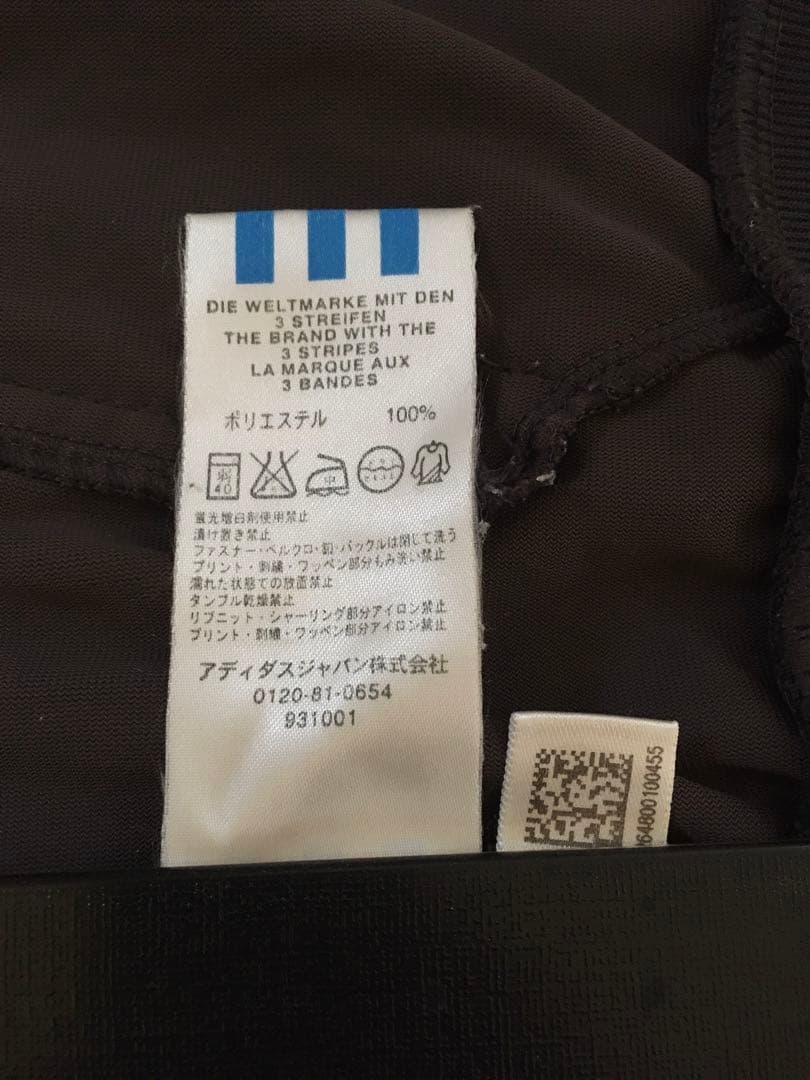 DIE WELTMARKE MIT DEN
3 STREIFEN
THE BRAND WITH THE
3 STRIPES
LA MARQUE AUX
3 BANDES
ポリエステル 100%
弱
40
中
蛍光増白剤使用禁止
漬け置き禁止
ファスナー・ベルクロ・釦・バックルは閉じて洗う
プリント・刺繍・ワッペン部分もみ洗い禁止
濡れた状態での放置禁止
タンブル乾燥禁止
リブニット・シャーリング部分アイロン禁止
プリント・刺繍・ワッペン部分アイロン禁止
アディダスジャパン株式会社
0120-81-0654
931001
64800100455